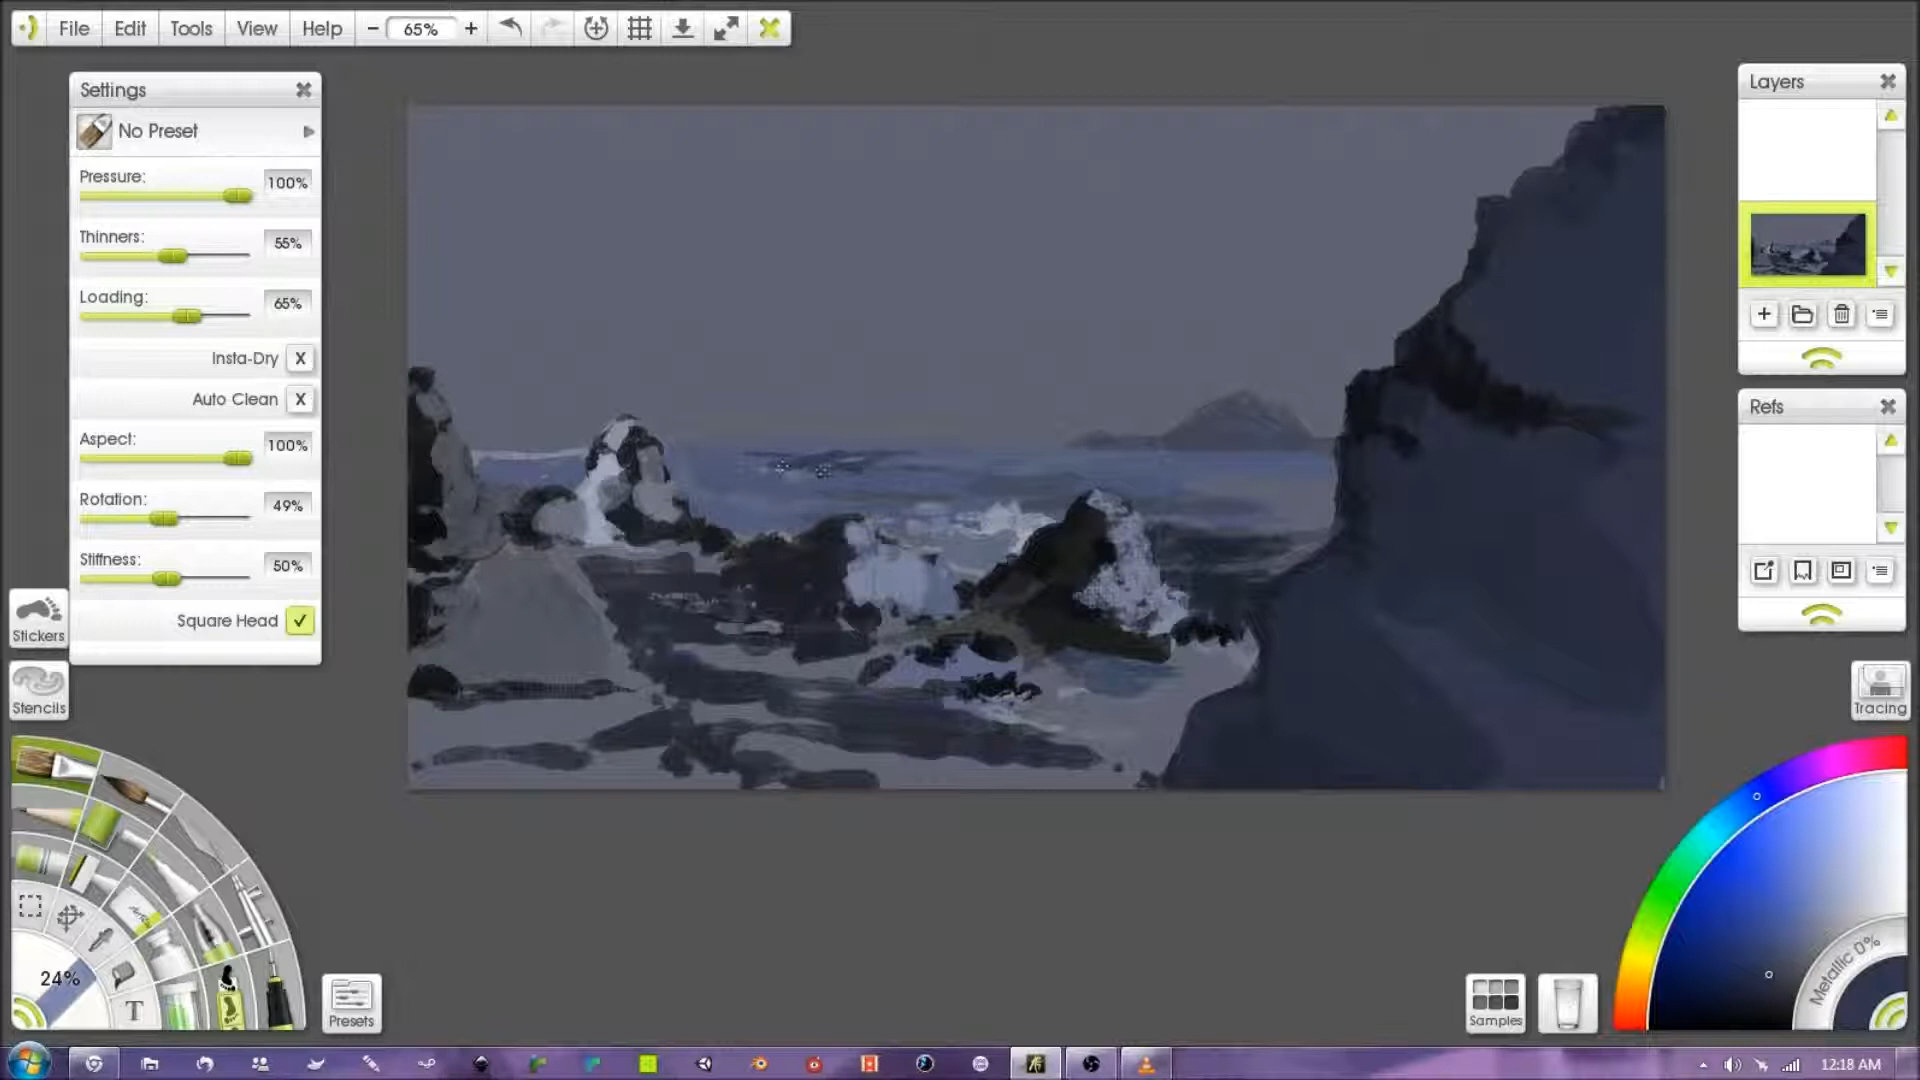 File Edit Tools View Help 65%
Settings
No Preset
Pressure: 100%
Thinners: 55%
Loading: 65%
Insta-Dry X
Auto Clean X
Aspect: 100%
Rotation: 49%
Stiffness: 50%
Square Head
Stickers
Stencils
24%
T
Presets
Layers
Refs
Tracing
Metallic 0%
Samples
12:18 AM